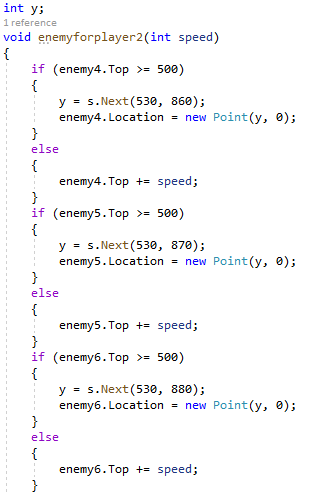 int y;
1 reference
void enemyforplayer2(int speed)
{
    if (enemy4.Top >= 500)
    {
        y = s.Next(530, 860);
        enemy4.Location = new Point(y, 0);
    }
    else
    {
        enemy4.Top += speed;
    }
    if (enemy5.Top >= 500)
    {
        y = s.Next(530, 870);
        enemy5.Location = new Point(y, 0);
    }
    else
    {
        enemy5.Top += speed;
    }
    if (enemy6.Top >= 500)
    {
        y = s.Next(530, 880);
        enemy6.Location = new Point(y, 0);
    }
    else
    {
        enemy6.Top += speed;
    }